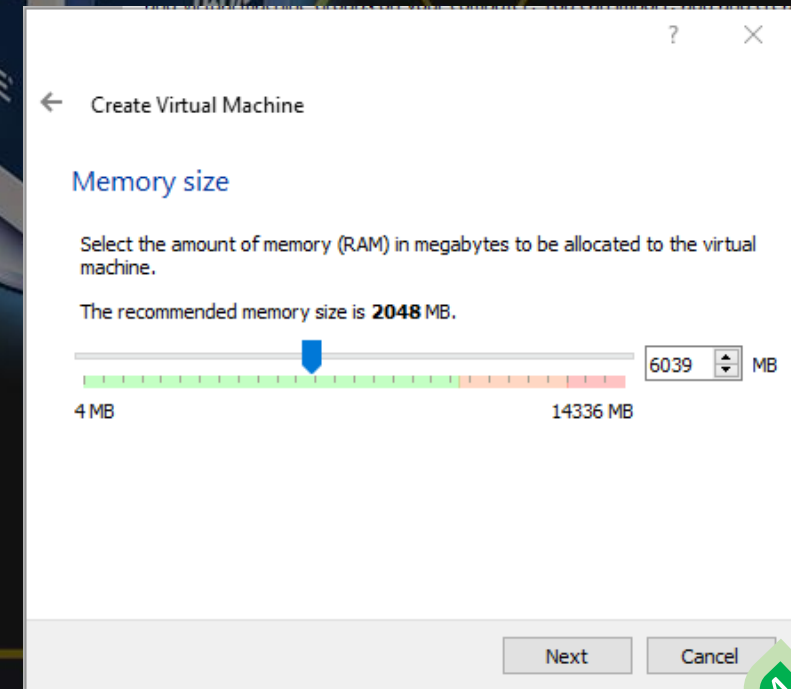 ?
Create Virtual Machine
Memory size
Select the amount of memory (RAM) in megabytes to be allocated to the virtual
machine.
The recommended memory size is 2048 MB.
6039 MB
4 MB 14336 MB
Next Cancel